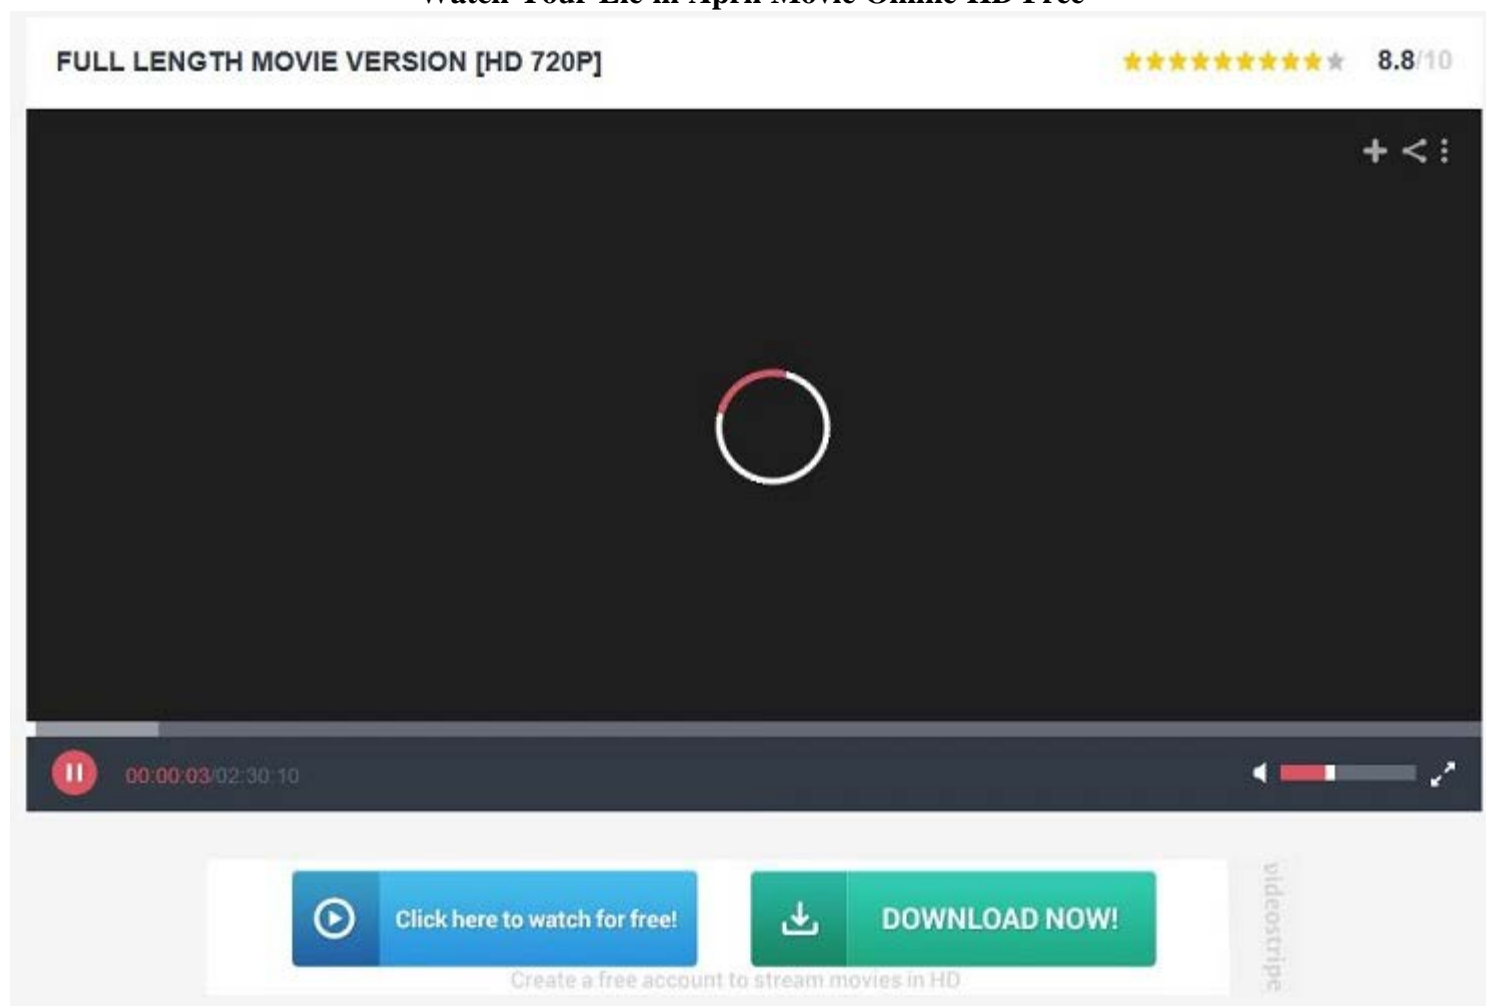 Watch Your Lie in April Movie Online HD Free
FULL LENGTH MOVIE VERSION [HD 720P]
8.8/10
00:00:03/02:30:10
Click here to watch for free!
DOWNLOAD NOW!
Create a free account to stream movies in HD
videostripe